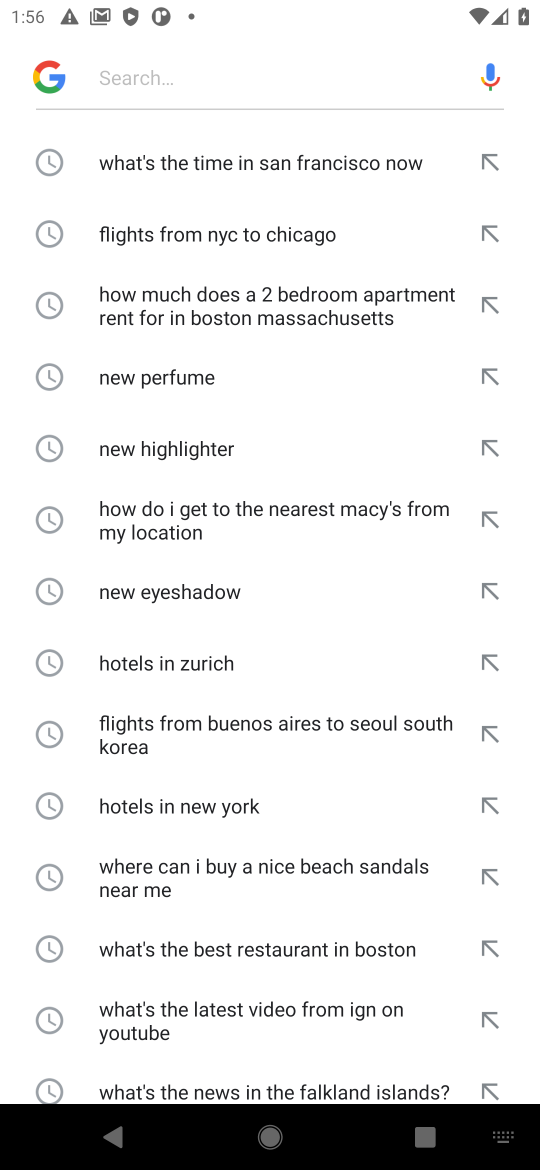 1:56
Search…
what's the time in san francisco now
flights from nyc to chicago
how much does a 2 bedroom apartment
rent for in boston massachusetts
new perfume
new highlighter
how do i get to the nearest macy's from
my location
new eyeshadow
hotels in zurich
flights from buenos aires to seoul south
korea
hotels in new york
where can i buy a nice beach sandals
near me
what's the best restaurant in boston
what's the latest video from ign on
youtube
what's the news in the falkland islands?